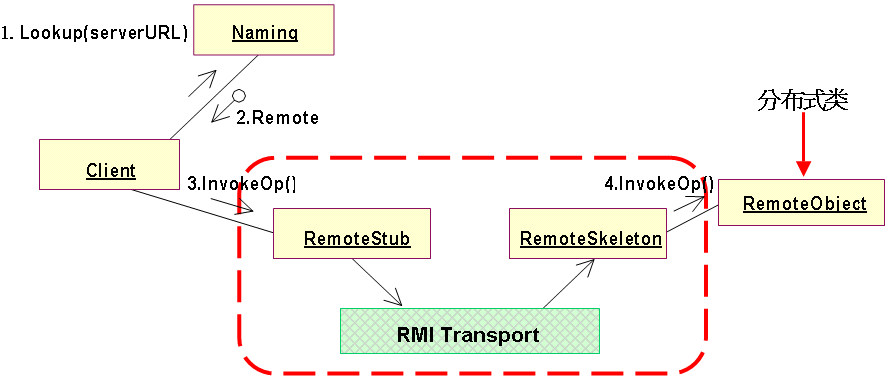 1. Lookup(serverURL)
Naming
2.Remote
分布式类
Client
3.InvokeOp()
4.InvokeOp()
RemoteObject
RemoteStub
RemoteSkeleton
RMI Transport